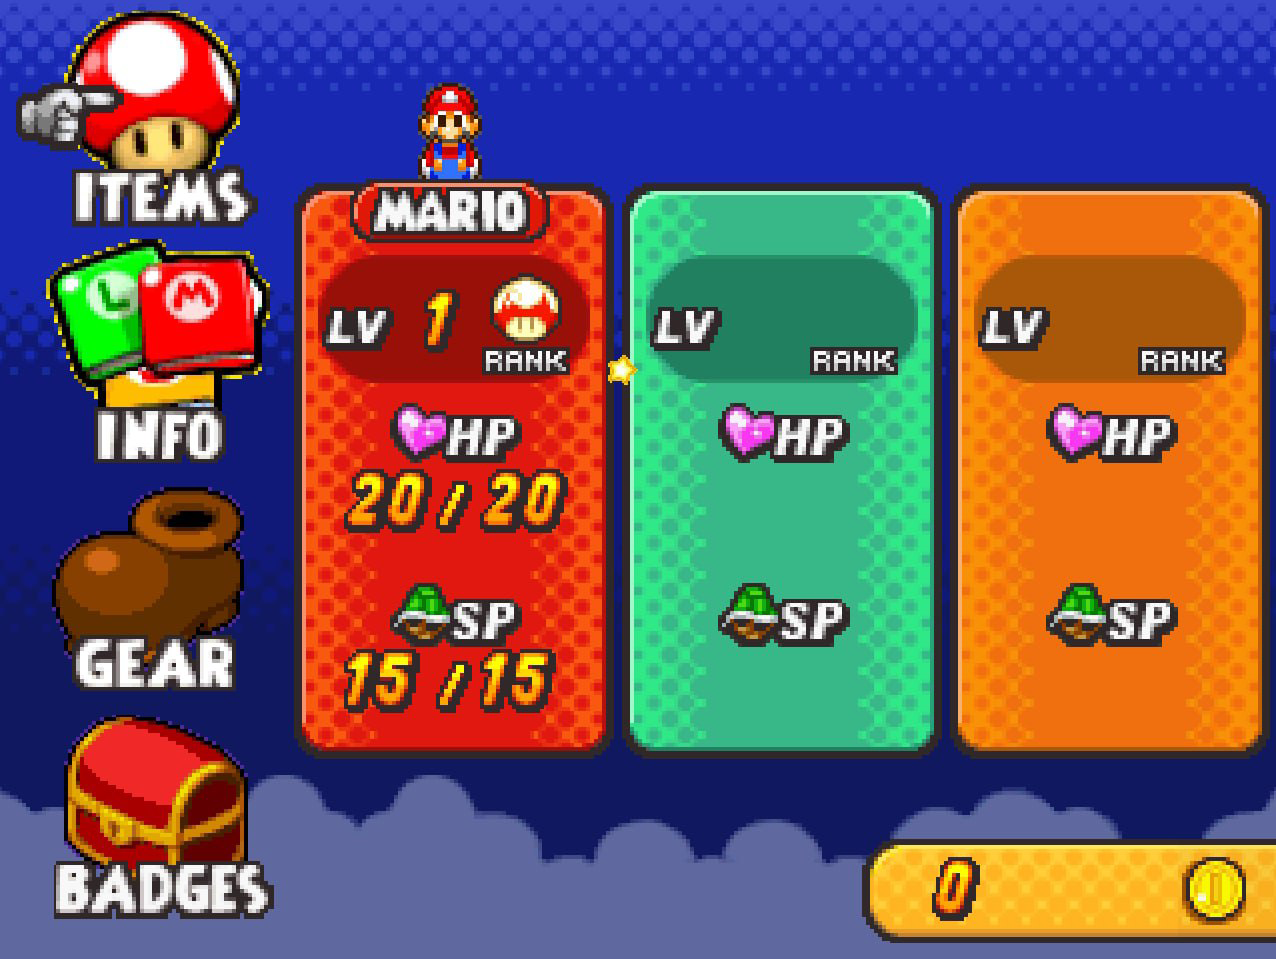 ITEMS
INFO
GEAR
BADGES
MARIO
LV 1
RANK
HP
20 / 20
SP
15 / 15
LV
RANK
HP
SP
LV
RANK
HP
SP
0
L
M